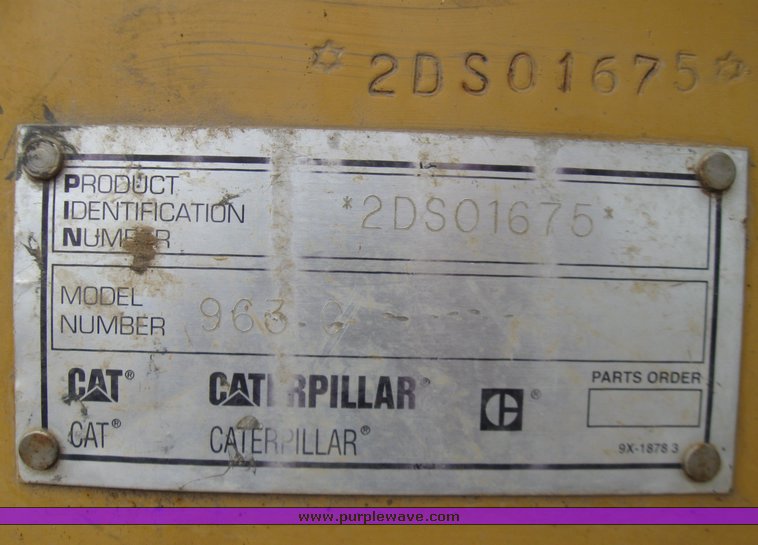 *2DS01675*
PRODUCT
IDENTIFICATION
NUMBER
*2DS01675*
MODEL
NUMBER
963
CAT® CATERPILLAR® C ®
CAT® CATERPILLAR®
PARTS ORDER
9X-1878 3
www.purplewave.com